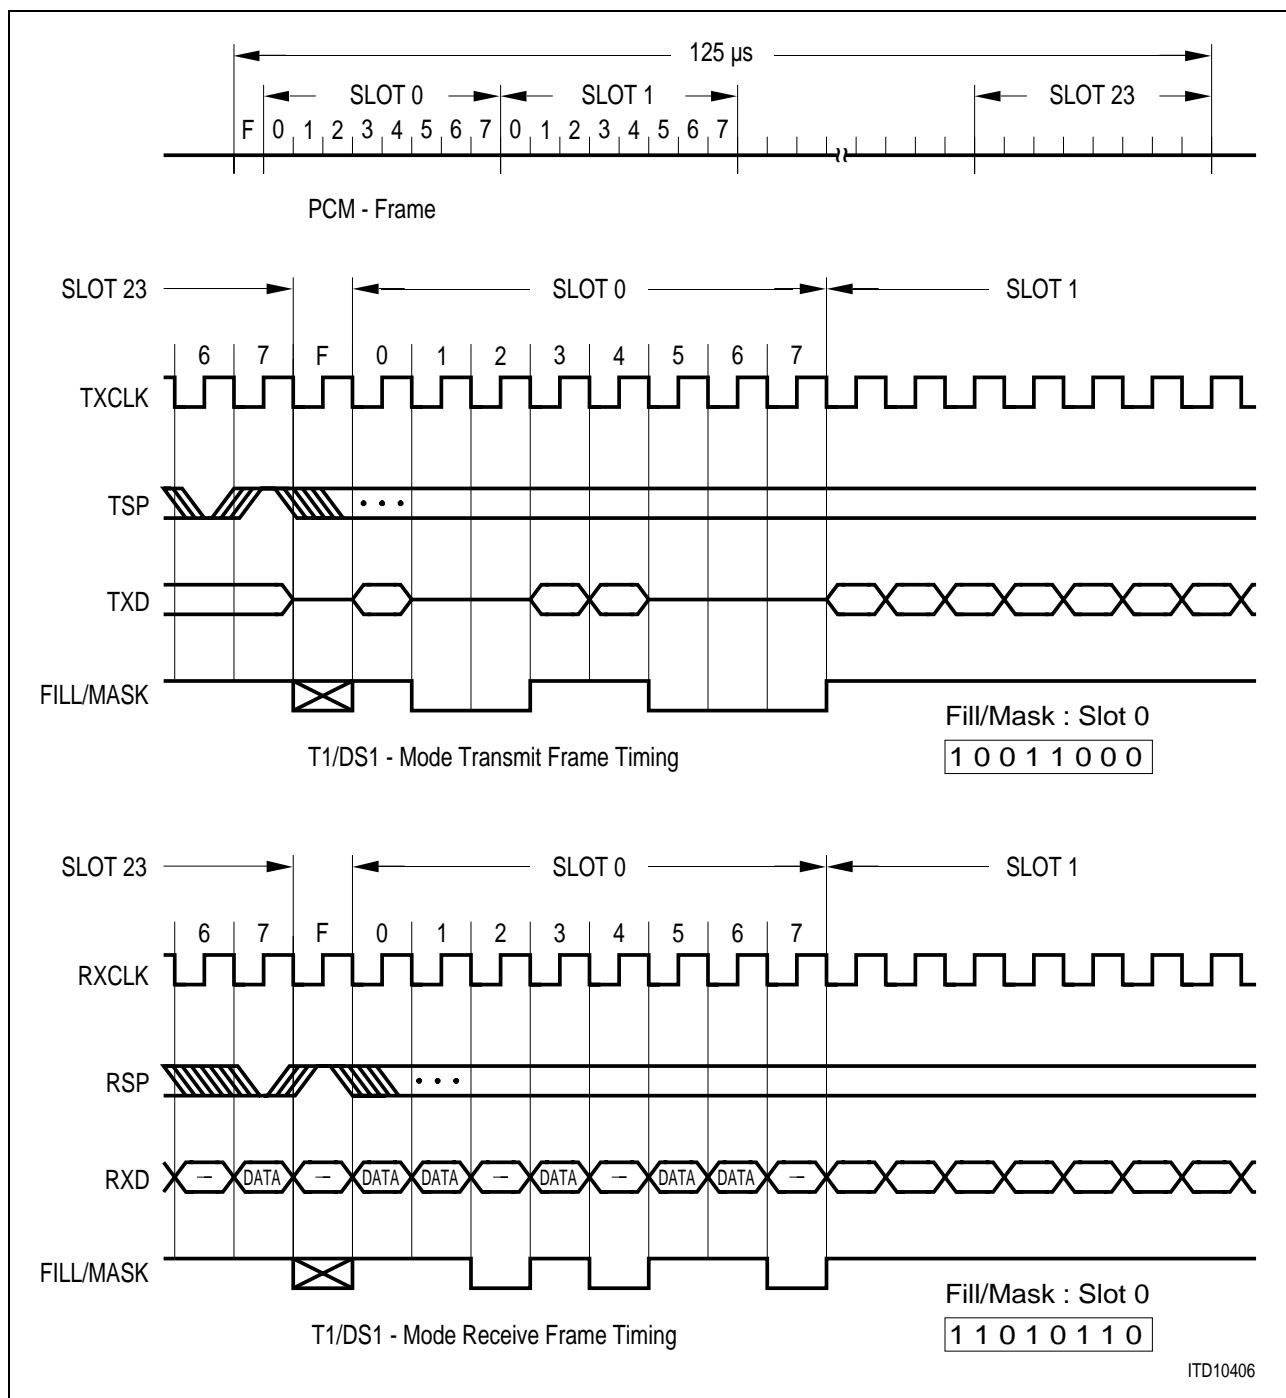 125 µs
SLOT 0 SLOT 1 SLOT 23
F 0 1 2 3 4 5 6 7 0 1 2 3 4 5 6 7
PCM - Frame
SLOT 23 SLOT 0 SLOT 1
6 7 F 0 1 2 3 4 5 6 7
TXCLK
TSP
TXD
FILL/MASK
Fill/Mask : Slot 0
T1/DS1 - Mode Transmit Frame Timing
1 0 0 1 1 0 0 0
SLOT 23 SLOT 0 SLOT 1
6 7 F 0 1 2 3 4 5 6 7
RXCLK
RSP
RXD – DATA – DATA DATA – DATA – DATA DATA –
FILL/MASK
Fill/Mask : Slot 0
T1/DS1 - Mode Receive Frame Timing
1 1 0 1 0 1 1 0
ITD10406